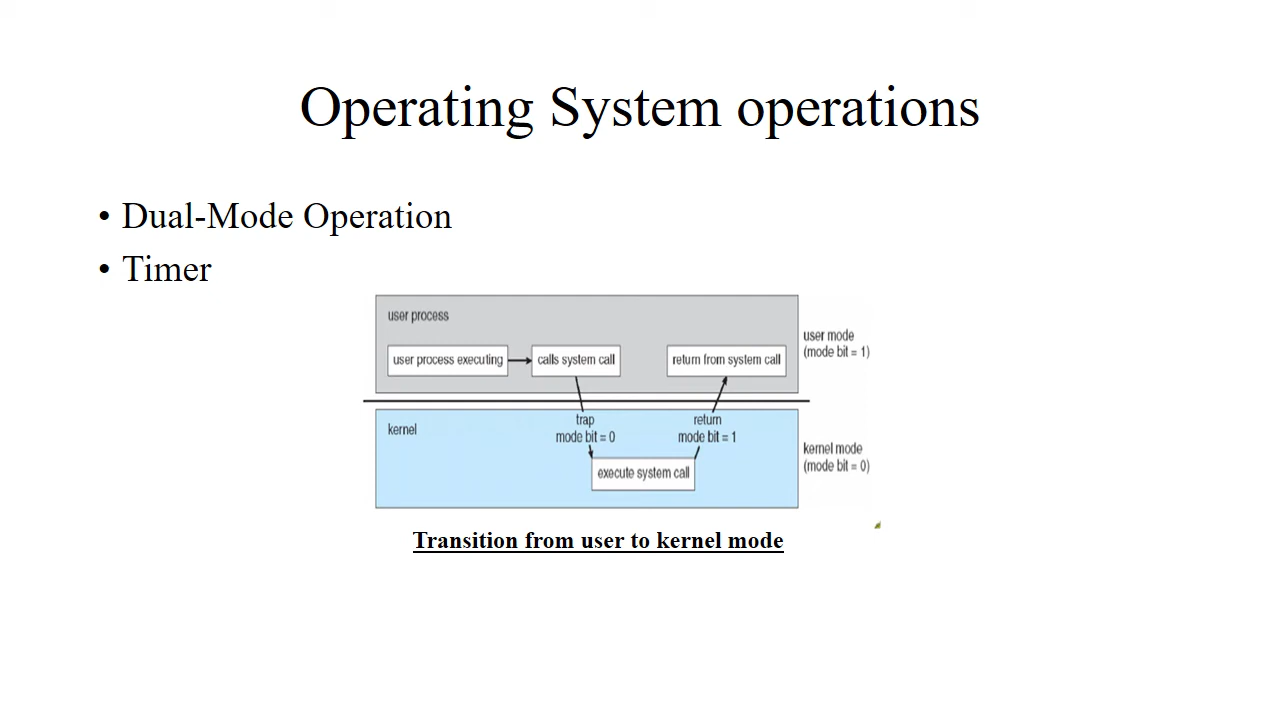 Operating System operations
• Dual-Mode Operation
• Timer
user process
user process executing
calls system call
return from system call
user mode
(mode bit = 1)
kernel
trap
mode bit = 0
return
mode bit = 1
execute system call
kernel mode
(mode bit = 0)
Transition from user to kernel mode